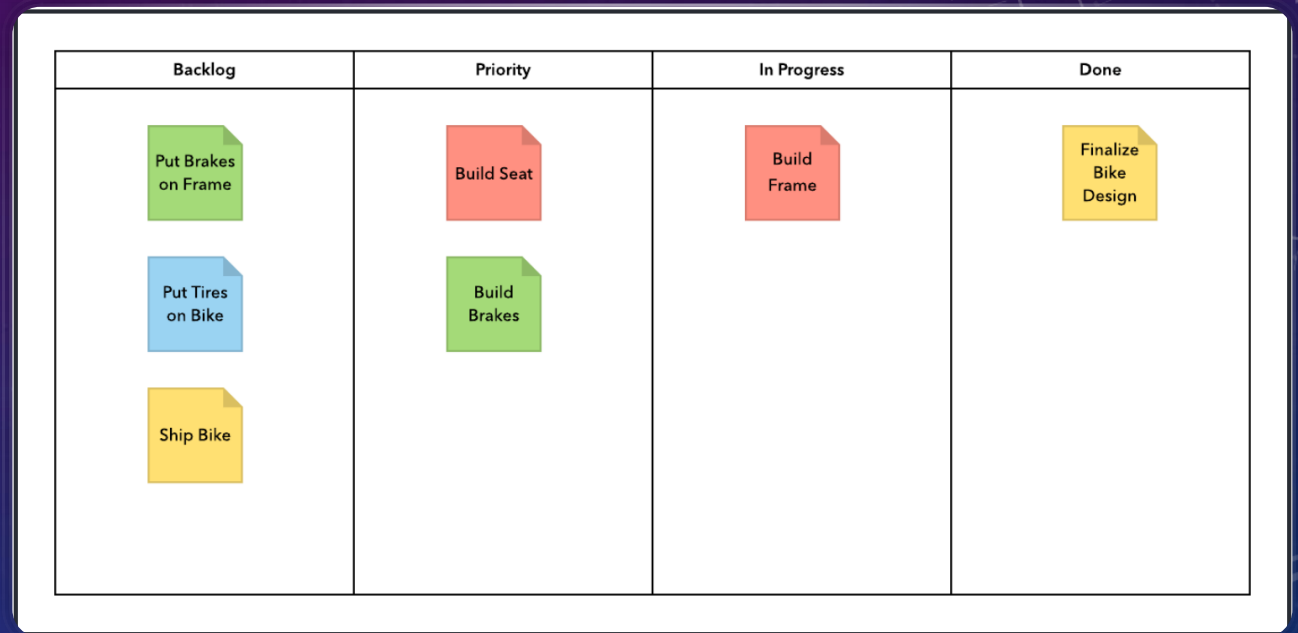 Backlog
Priority
In Progress
Done
Put Brakes
on Frame
Put Tires
on Bike
Ship Bike
Build Seat
Build
Brakes
Build
Frame
Finalize
Bike
Design